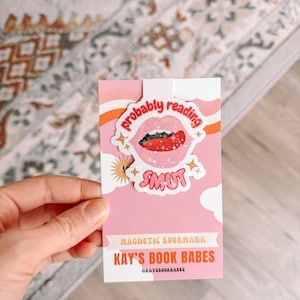 probably reading
SMUT
MAGNETIC BOOKMARK
KAY'S BOOK BABES
@KAYSBOOKBABES